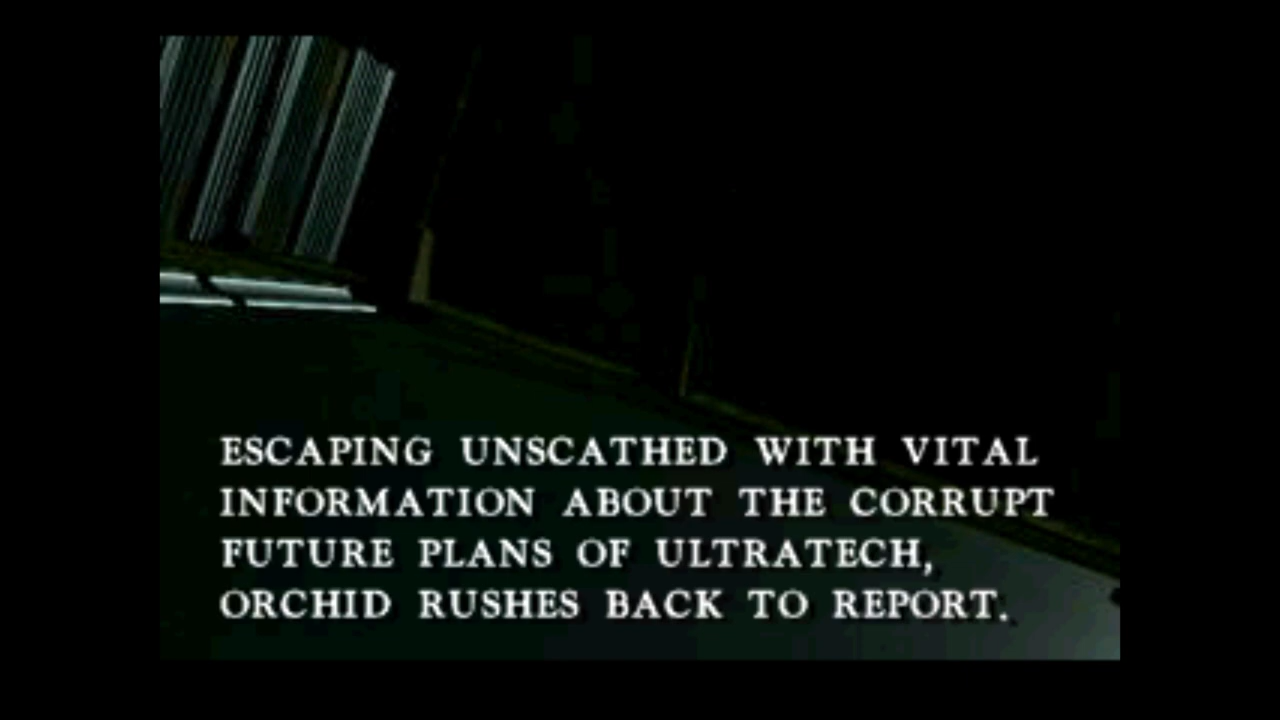 ESCAPING UNSCATHED WITH VITAL
INFORMATION ABOUT THE CORRUPT
FUTURE PLANS OF ULTRATECH,
ORCHID RUSHES BACK TO REPORT.